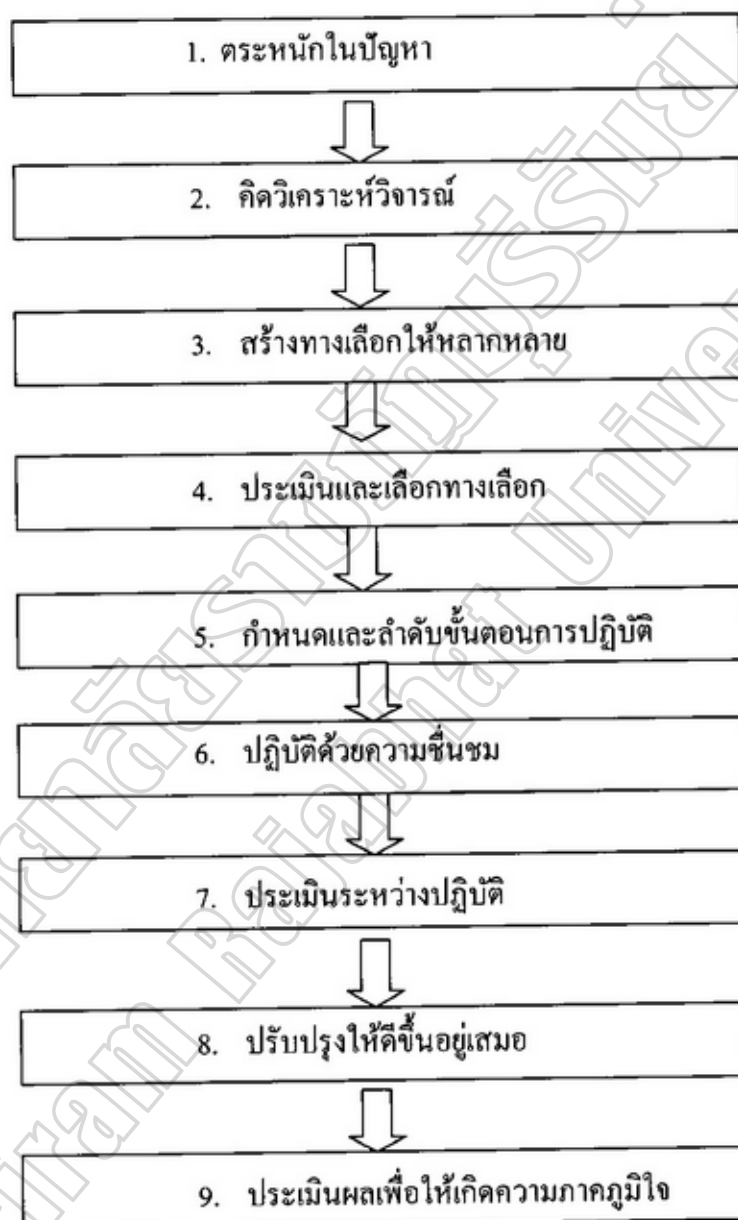 1. ตระหนักในปัญหา
2. คิดวิเคราะห์วิจารณ์
3. สร้างทางเลือกให้หลากหลาย
4. ประเมินและเลือกทางเลือก
5. กำหนดและลำดับขั้นตอนการปฏิบัติ
6. ปฏิบัติด้วยความชื่นชม
7. ประเมินระหว่างปฏิบัติ
8. ปรับปรุงให้ดีขึ้นอยู่เสมอ
9. ประเมินผลเพื่อให้เกิดความภาคภูมิใจ